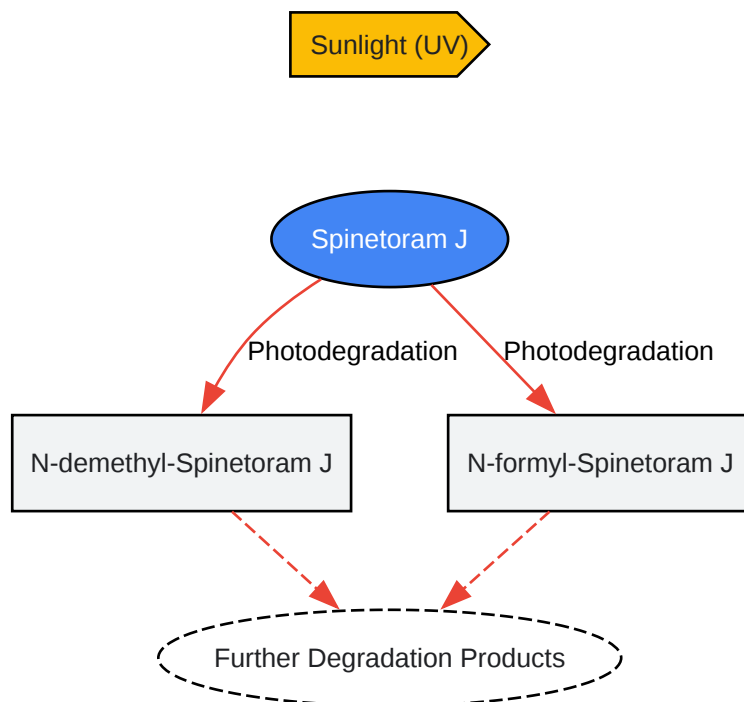 Sunlight (UV)
Spinetoram J
Photodegradation
Photodegradation
N-demethyl-Spinetoram J
N-formyl-Spinetoram J
Further Degradation Products